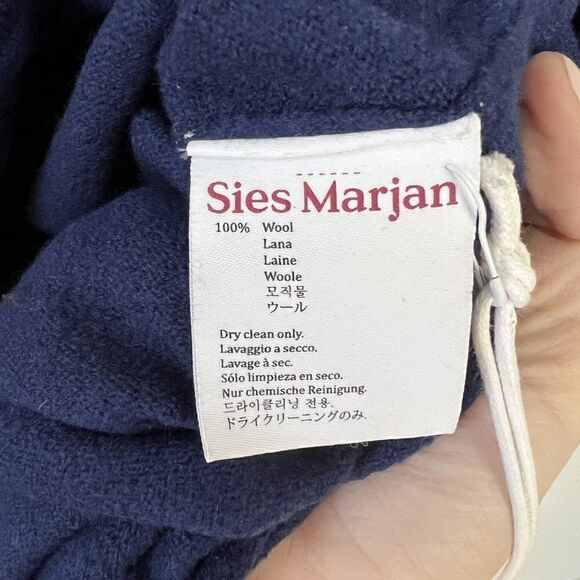 Sies Marjan
100% Wool
Lana
Laine
Woole
모직물
ウール
Dry clean only.
Lavaggio a secco.
Lavage à sec.
Sólo limpieza en seco.
Nur chemische Reinigung.
드라이클리닝 전용.
ドライクリーニングのみ.